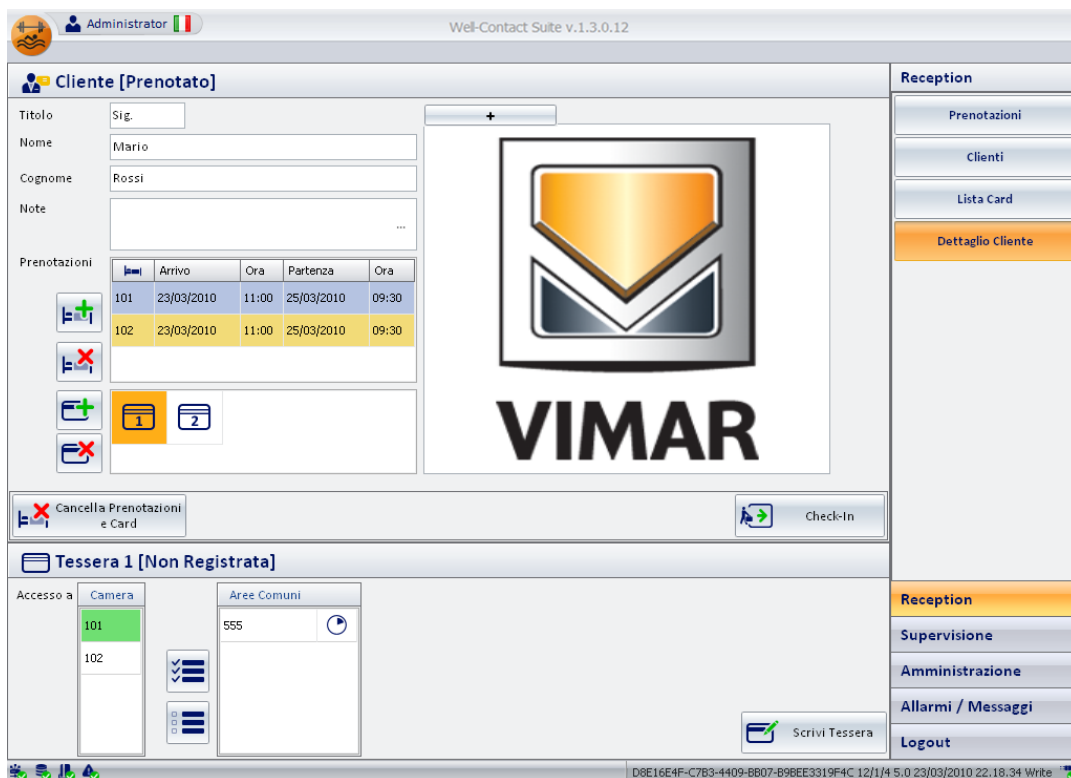 Administrator
Well-Contact Suite v.1.3.0.12
Cliente [Prenotato]
Titolo
Sig.
+
Nome
Mario
Cognome
Rossi
Note
...
Prenotazioni
Arrivo Ora Partenza Ora
101 23/03/2010 11:00 25/03/2010 09:30
102 23/03/2010 11:00 25/03/2010 09:30
1 2
VIMAR
Cancella Prenotazioni
e Card
Check-In
Tessera 1 [Non Registrata]
Accesso a
Camera
101
102
Aree Comuni
555
Scrivi Tessera
Reception
Prenotazioni
Clienti
Lista Card
Dettaglio Cliente
Reception
Supervisione
Amministrazione
Allarmi / Messaggi
Logout
D8E16E4F-C7B3-4409-BB07-B9BEE3319F4C 12/1/4 5.0 23/03/2010 22.18.34 Write